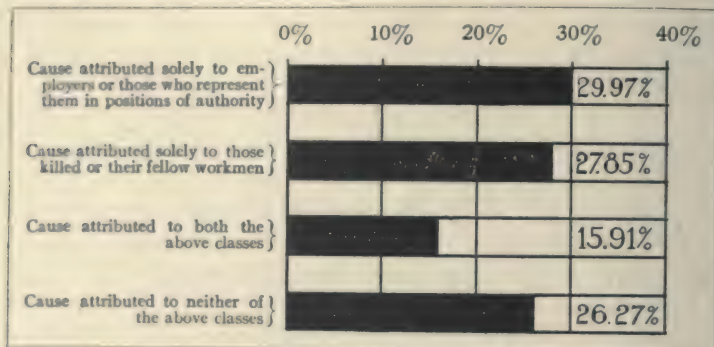 0% 10% 20% 30% 40%
Cause attributed solely to em-
ployers or those who represent
them in positions of authority
29.97%
Cause attributed solely to those
killed or their fellow workmen
27.85%
Cause attributed to both the
above classes
15.91%
Cause attributed to neither of
the above classes
26.27%